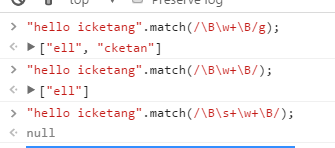 top
Preserve log
> "hello icketang".match(/\B\w+\B/g);
< ▶ ["ell", "cketan"]
> "hello icketang".match(/\B\w+\B/);
< ▶ ["ell"]
> "hello icketang".match(/\B\s+\w+\B/);
< null